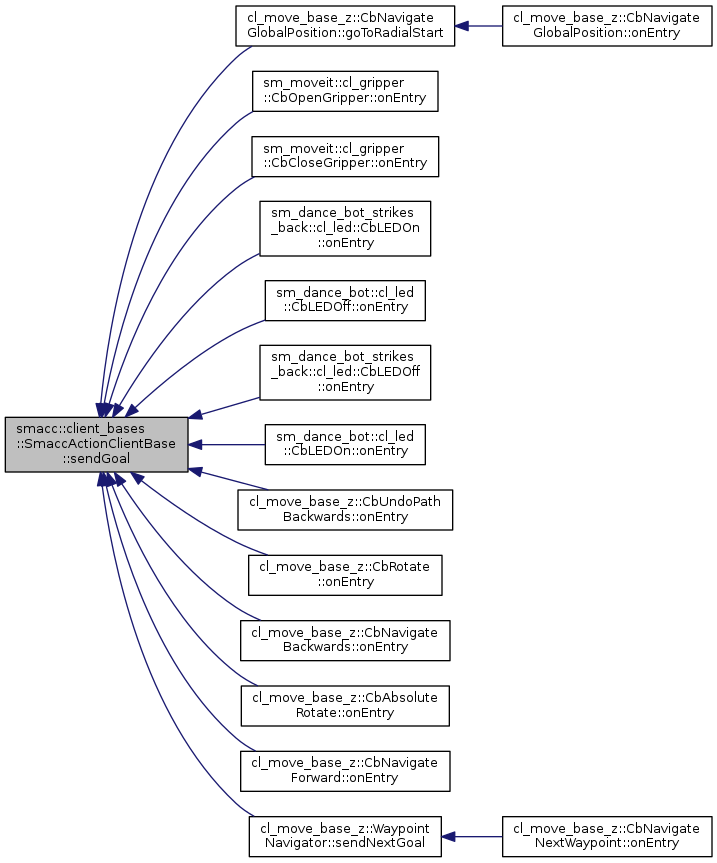 cl_move_base_z::CbNavigate
GlobalPosition::goToRadialStart
cl_move_base_z::CbNavigate
GlobalPosition::onEntry
sm_moveit::cl_gripper
::CbOpenGripper::onEntry
sm_moveit::cl_gripper
::CbCloseGripper::onEntry
sm_dance_bot_strikes
_back::cl_led::CbLEDOn
::onEntry
sm_dance_bot::cl_led
::CbLEDOff::onEntry
sm_dance_bot_strikes
_back::cl_led::CbLEDOff
::onEntry
smacc::client_bases
::SmaccActionClientBase
::sendGoal
sm_dance_bot::cl_led
::CbLEDOn::onEntry
cl_move_base_z::CbUndoPath
Backwards::onEntry
cl_move_base_z::CbRotate
::onEntry
cl_move_base_z::CbNavigate
Backwards::onEntry
cl_move_base_z::CbAbsolute
Rotate::onEntry
cl_move_base_z::CbNavigate
Forward::onEntry
cl_move_base_z::Waypoint
Navigator::sendNextGoal
cl_move_base_z::CbNavigate
NextWaypoint::onEntry